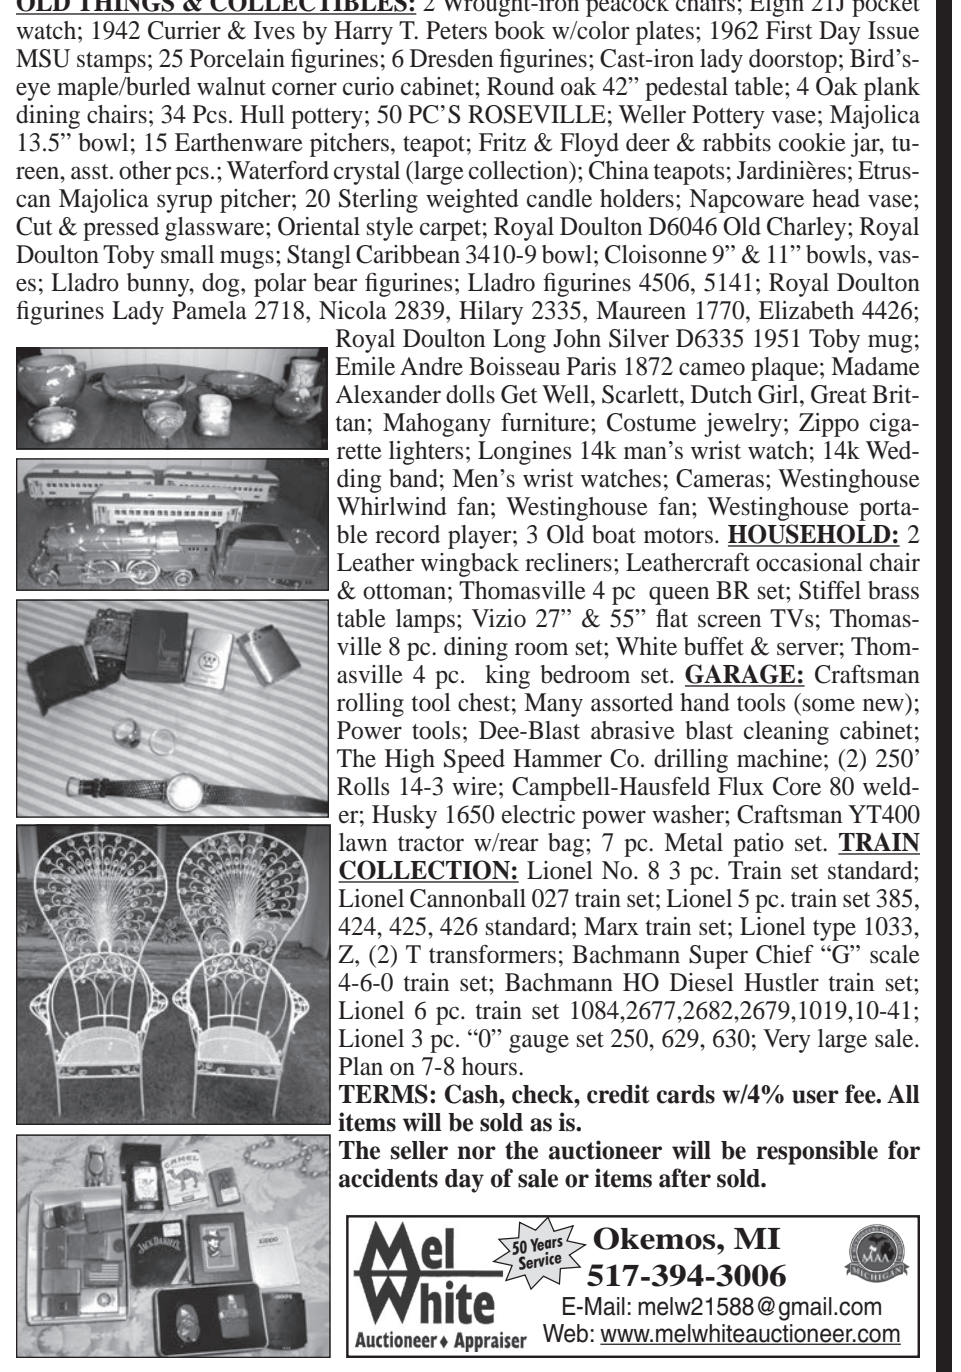 OLD THINGS & COLLECTIBLES: 2 Wrought-iron peacock chairs; Elgin 21J pocket
watch; 1942 Currier & Ives by Harry T. Peters book w/color plates; 1962 First Day Issue
MSU stamps; 25 Porcelain figurines; 6 Dresden figurines; Cast-iron lady doorstop; Bird's-
eye maple/burled walnut corner curio cabinet; Round oak 42” pedestal table; 4 Oak plank
dining chairs; 34 Pcs. Hull pottery; 50 PC'S ROSEVILLE; Weller Pottery vase; Majolica
13.5” bowl; 15 Earthenware pitchers, teapot; Fritz & Floyd deer & rabbits cookie jar, tu-
reen, asst. other pcs.; Waterford crystal (large collection); China teapots; Jardinières; Etrus-
can Majolica syrup pitcher; 20 Sterling weighted candle holders; Napcoware head vase;
Cut & pressed glassware; Oriental style carpet; Royal Doulton D6046 Old Charley; Royal
Doulton Toby small mugs; Stangl Caribbean 3410-9 bowl; Cloisonne 9” & 11” bowls, vas-
es; Lladro bunny, dog, polar bear figurines; Lladro figurines 4506, 5141; Royal Doulton
figurines Lady Pamela 2718, Nicola 2839, Hilary 2335, Maureen 1770, Elizabeth 4426;
Royal Doulton Long John Silver D6335 1951 Toby mug;
Emile Andre Boisseau Paris 1872 cameo plaque; Madame
Alexander dolls Get Well, Scarlett, Dutch Girl, Great Brit-
tan; Mahogany furniture; Costume jewelry; Zippo ciga-
rette lighters; Longines 14k man's wrist watch; 14k Wed-
ding band; Men's wrist watches; Cameras; Westinghouse
Whirlwind fan; Westinghouse fan; Westinghouse porta-
ble record player; 3 Old boat motors. HOUSEHOLD: 2
Leather wingback recliners; Leathercraft occasional chair
& ottoman; Thomasville 4 pc queen BR set; Stiffel brass
table lamps; Vizio 27” & 55” flat screen TVs; Thomas-
ville 8 pc. dining room set; White buffet & server; Thom-
asville 4 pc. king bedroom set. GARAGE: Craftsman
rolling tool chest; Many assorted hand tools (some new);
Power tools; Dee-Blast abrasive blast cleaning cabinet;
The High Speed Hammer Co. drilling machine; (2) 250'
Rolls 14-3 wire; Campbell-Hausfeld Flux Core 80 weld-
er; Husky 1650 electric power washer; Craftsman YT400
lawn tractor w/rear bag; 7 pc. Metal patio set. TRAIN
COLLECTION: Lionel No. 8 3 pc. Train set standard;
Lionel Cannonball 027 train set; Lionel 5 pc. train set 385,
424, 425, 426 standard; Marx train set; Lionel type 1033,
Z, (2) T transformers; Bachmann Super Chief “G” scale
4-6-0 train set; Bachmann HO Diesel Hustler train set;
Lionel 6 pc. train set 1084,2677,2682,2679,1019,10-41;
Lionel 3 pc. “0” gauge set 250, 629, 630; Very large sale.
Plan on 7-8 hours.
TERMS: Cash, check, credit cards w/4% user fee. All
items will be sold as is.
The seller nor the auctioneer will be responsible for
accidents day of sale or items after sold.
CAMEL
JACK DANIEL'S
ZIPPO
Mel
White
Auctioneer ♦ Appraiser
50 Years
Service
Okemos, MI
517-394-3006
E-Mail: melw21588@gmail.com
Web: www.melwhiteauctioneer.com
MAA
MICHIGAN